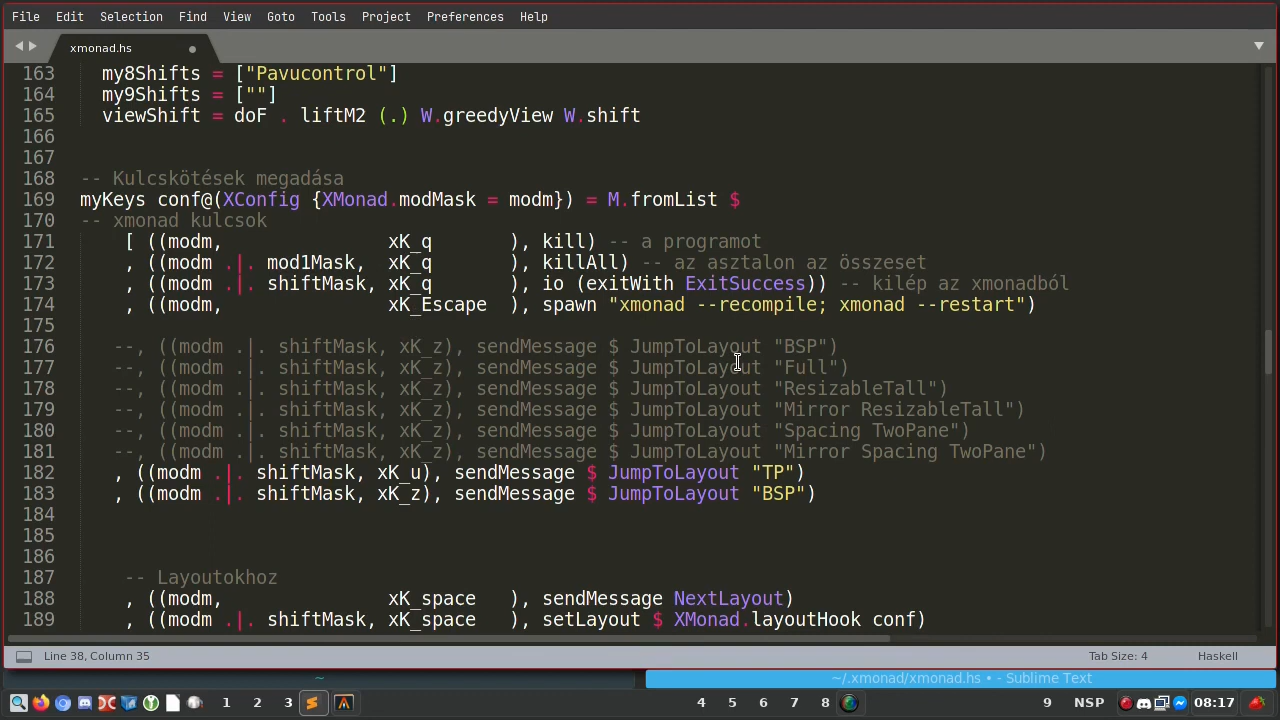 File Edit Selection Find View Goto Tools Project Preferences Help
xmonad.hs
163 my8Shifts = ["Pavucontrol"]
164 my9Shifts = [""]
165 viewShift = doF . liftM2 (.) W.greedyView W.shift
166
167
168 -- Kulcskötések megadása
169 myKeys conf@(XConfig {XMonad.modMask = modm}) = M.fromList $
170 -- xmonad kulcsok
171 [ ((modm, xK_q ), kill) -- a programot
172 , ((modm .|. mod1Mask, xK_q ), killAll) -- az asztalon az összeset
173 , ((modm .|. shiftMask, xK_q ), io (exitWith ExitSuccess)) -- kilép az xmonadból
174 , ((modm, xK_Escape ), spawn "xmonad --recompile; xmonad --restart")
175
176 --, ((modm .|. shiftMask, xK_z), sendMessage $ JumpToLayout "BSP")
177 --, ((modm .|. shiftMask, xK_z), sendMessage $ JumpToLayout "Full")
178 --, ((modm .|. shiftMask, xK_z), sendMessage $ JumpToLayout "ResizableTall")
179 --, ((modm .|. shiftMask, xK_z), sendMessage $ JumpToLayout "Mirror ResizableTall")
180 --, ((modm .|. shiftMask, xK_z), sendMessage $ JumpToLayout "Spacing TwoPane")
181 --, ((modm .|. shiftMask, xK_z), sendMessage $ JumpToLayout "Mirror Spacing TwoPane")
182 , ((modm .|. shiftMask, xK_u), sendMessage $ JumpToLayout "TP")
183 , ((modm .|. shiftMask, xK_z), sendMessage $ JumpToLayout "BSP")
184
185
186
187 -- Layoutokhoz
188 , ((modm, xK_space ), sendMessage NextLayout)
189 , ((modm .|. shiftMask, xK_space ), setLayout $ XMonad.layoutHook conf)
Line 38, Column 35 Tab Size: 4 Haskell
~ ~/.xmonad/xmonad.hs • - Sublime Text
1 2 3 4 5 6 7 8 9 NSP 08:17